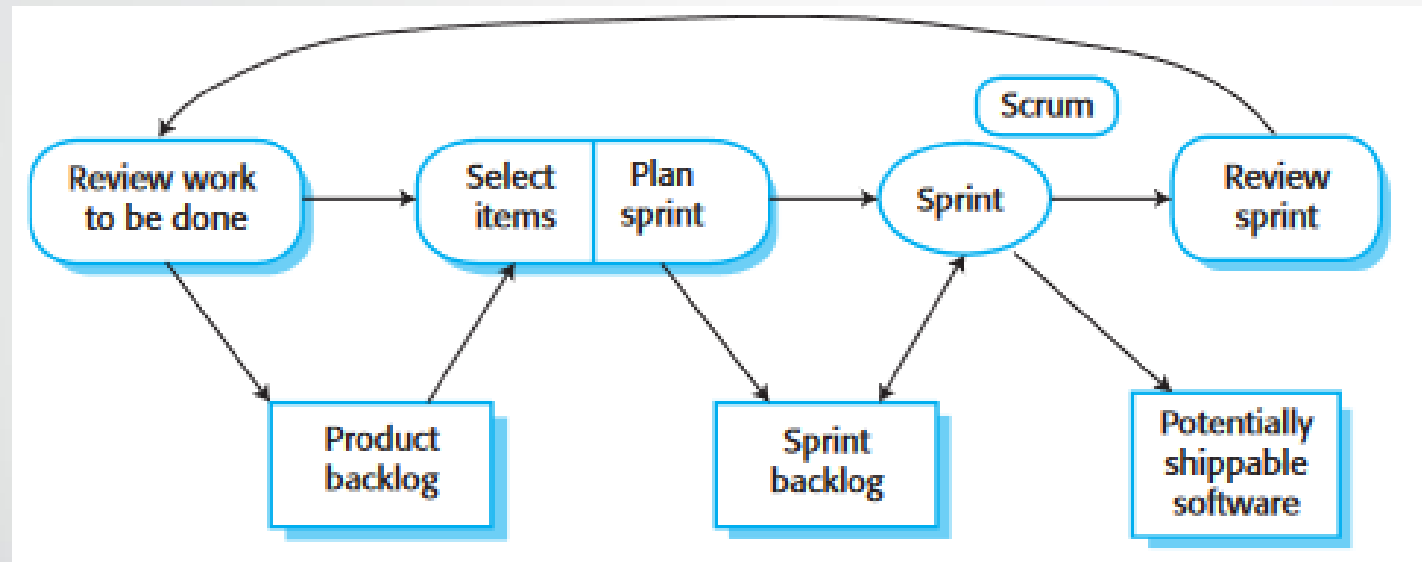 Scrum
Review work
to be done
Select
items
Plan
sprint
Sprint
Review
sprint
Product
backlog
Sprint
backlog
Potentially
shippable
software